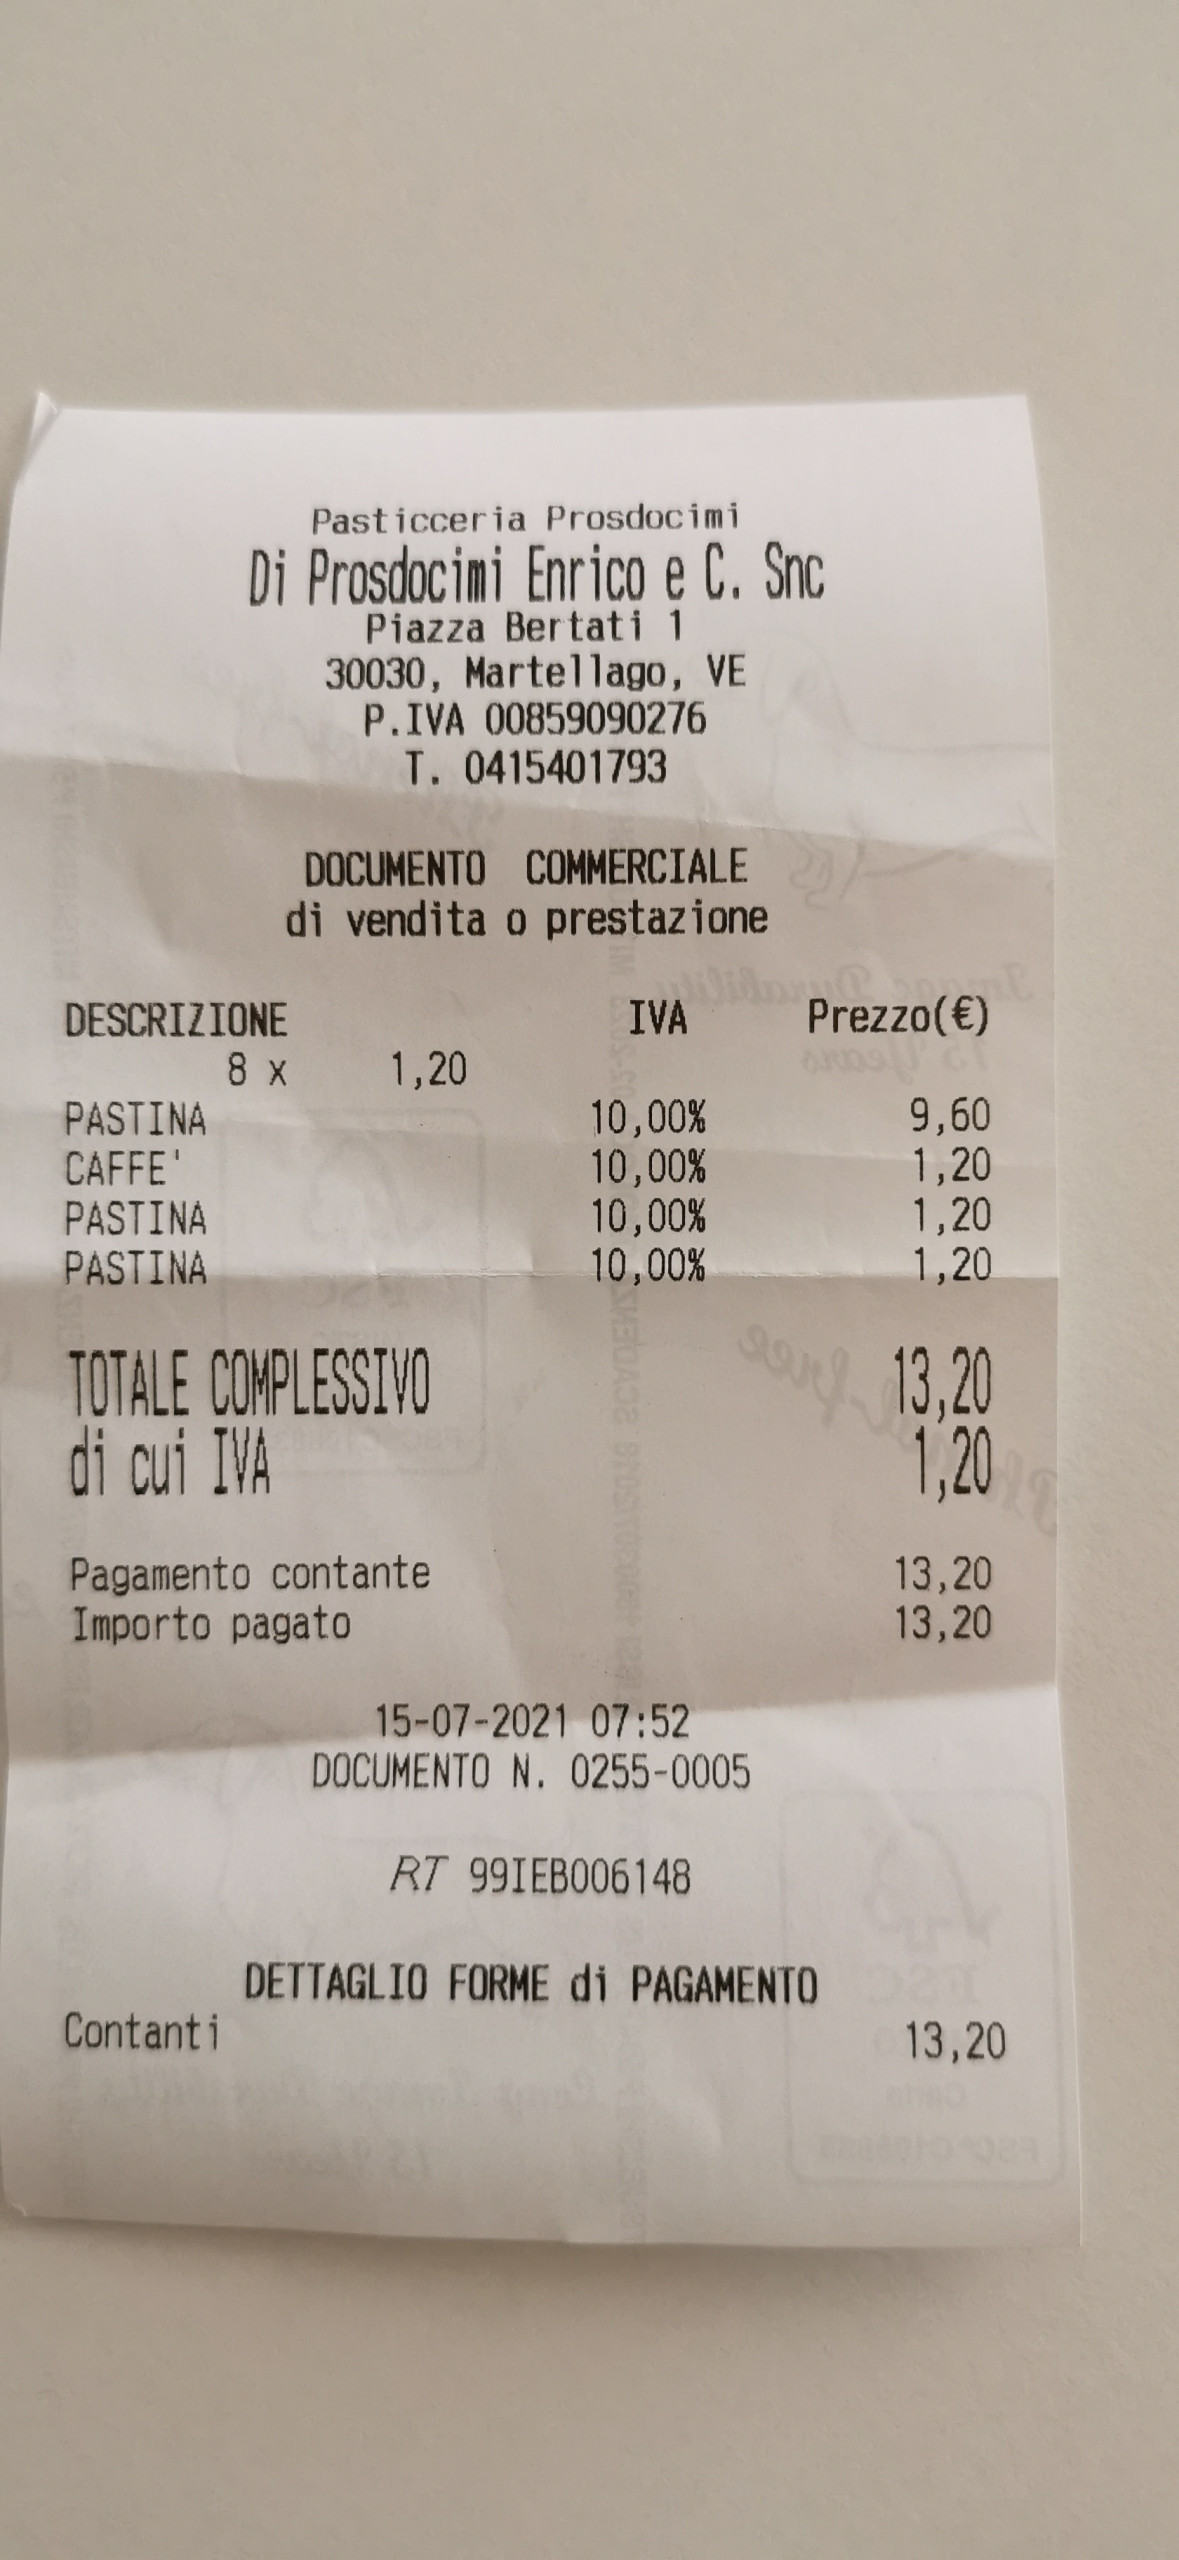 Pasticceria Prosdocimi
Di Prosdocimi Enrico e C. Snc
Piazza Bertati 1
30030, Martellago, VE
P.IVA 00859090276
T. 0415401793
DOCUMENTO COMMERCIALE
di vendita o prestazione
DESCRIZIONE IVA Prezzo(€)
8 x 1,20
PASTINA 10,00% 9,60
CAFFE' 10,00% 1,20
PASTINA 10,00% 1,20
PASTINA 10,00% 1,20
TOTALE COMPLESSIVO 13,20
di cui IVA 1,20
Pagamento contante 13,20
Importo pagato 13,20
15-07-2021 07:52
DOCUMENTO N. 0255-0005
RT 99IEB006148
DETTAGLIO FORME di PAGAMENTO
Contanti 13,20